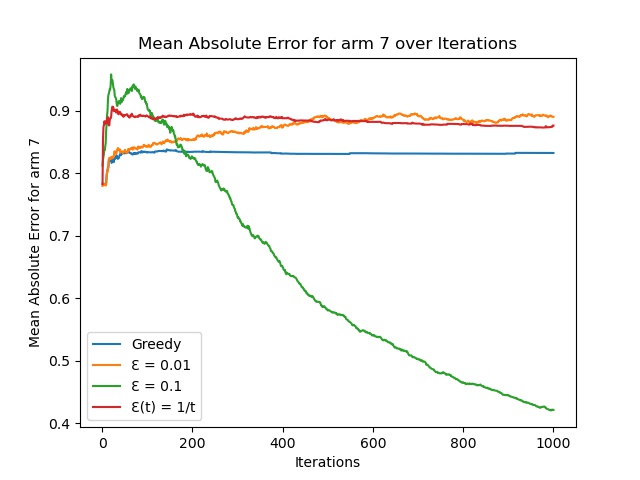 Mean Absolute Error for arm 7 over Iterations
Mean Absolute Error for arm 7
0.9
0.8
0.7
0.6
0.5
0.4
Greedy
Ɛ = 0.01
Ɛ = 0.1
Ɛ(t) = 1/t
0 200 400 600 800 1000
Iterations